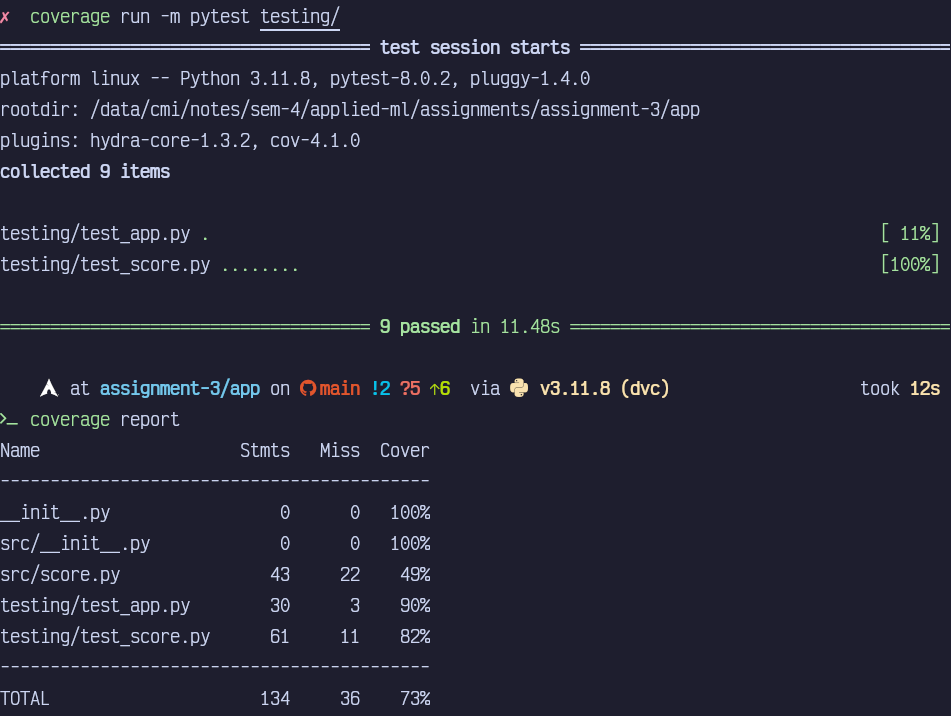 ✗ coverage run -m pytest testing/
===================================== test session starts =====================================
platform linux -- Python 3.11.8, pytest-8.0.2, pluggy-1.4.0
rootdir: /data/cmi/notes/sem-4/applied-ml/assignments/assignment-3/app
plugins: hydra-core-1.3.2, cov-4.1.0
collected 9 items
testing/test_app.py . [ 11%]
testing/test_score.py ........ [100%]
===================================== 9 passed in 11.48s ======================================
at assignment-3/app on main !2 ?5 ↑6 via v3.11.8 (dvc) took 12s
>_ coverage report
Name Stmts Miss Cover
-------------------------------------------
__init__.py 0 0 100%
src/__init__.py 0 0 100%
src/score.py 43 22 49%
testing/test_app.py 30 3 90%
testing/test_score.py 61 11 82%
-------------------------------------------
TOTAL 134 36 73%